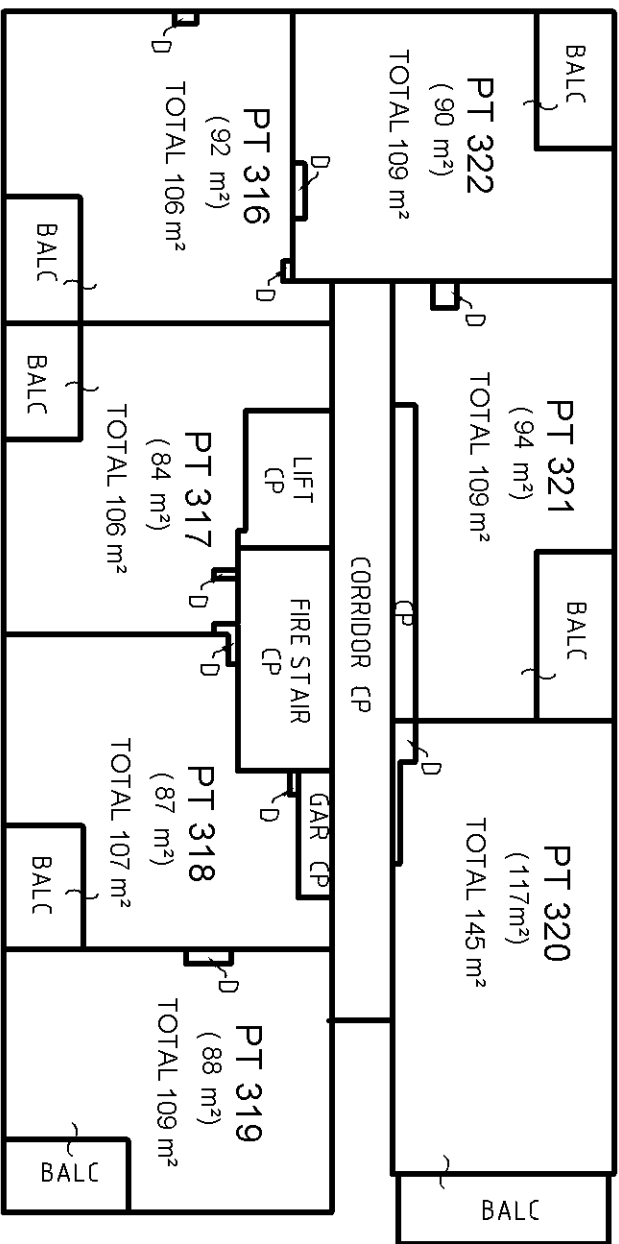 BALC
PT 322
(90 m²)
TOTAL 109 m²
D
D
PT 316
(92 m²)
TOTAL 106 m²
D
BALC
D
PT 321
(94 m²)
TOTAL 109 m²
BALC
CP
CORRIDOR CP
LIFT
CP
FIRE STAIR
CP
BALC
PT 317
(84 m²)
TOTAL 106 m²
D
D
D
GAR CP
D
PT 318
(87 m²)
TOTAL 107 m²
BALC
PT 320
(117m²)
TOTAL 145 m²
BALC
D
PT 319
(88 m²)
TOTAL 109 m²
BALC